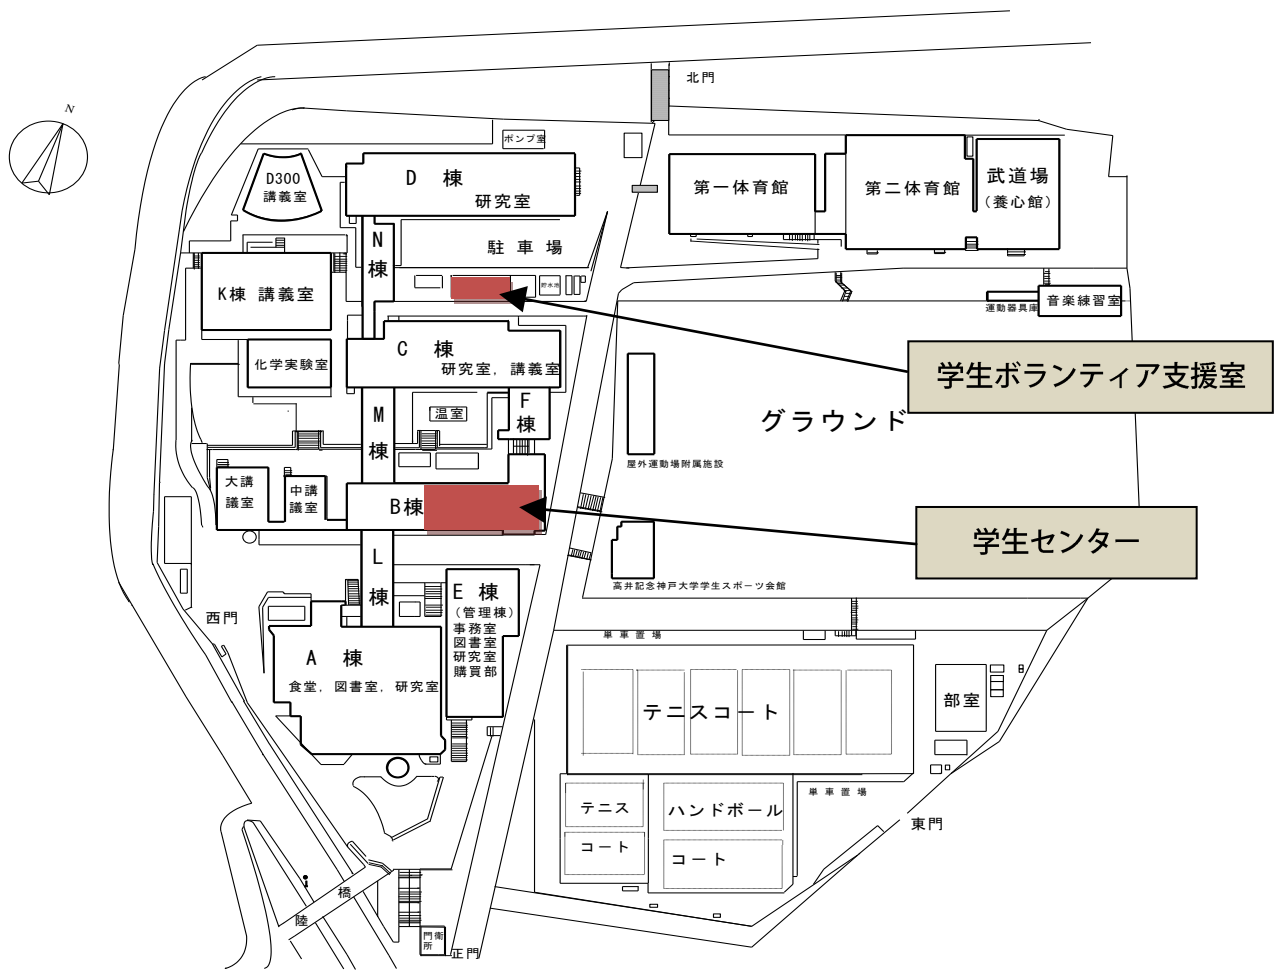 N
北門
ポンプ室
D300
講義室
D 棟
研究室
第一体育館
第二体育館
武道場
(養心館)
N
棟
駐車場
K棟 講義室
貯水池
運動器具庫
音楽練習室
C 棟
研究室, 講義室
化学実験室
学生ボランティア支援室
M
棟
温室
F
棟
グラウンド
屋外運動場附属施設
大講
議室
中講
議室
B棟
学生センター
L
棟
E 棟
(管理棟)
事務室
図書室
研究室
購買部
高井記念神戸大学学生スポーツ会館
西門
単車置場
A 棟
食堂, 図書室, 研究室
テニスコート
部室
単車置場
テニス
コート
ハンドボール
コート
東門
陸
橋
門衛
所
正門